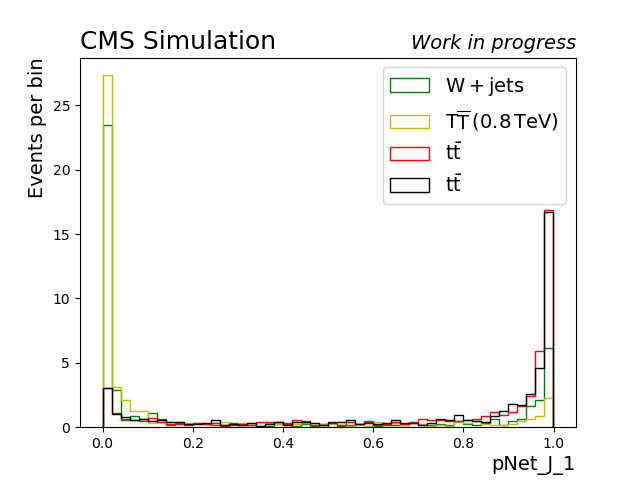 CMS Simulation Work in progress
Events per bin
25
20
15
10
5
0
W + jets
TT̅ (0.8 TeV)
tt̄
tt̄
0.0 0.2 0.4 0.6 0.8 1.0
pNet_J_1